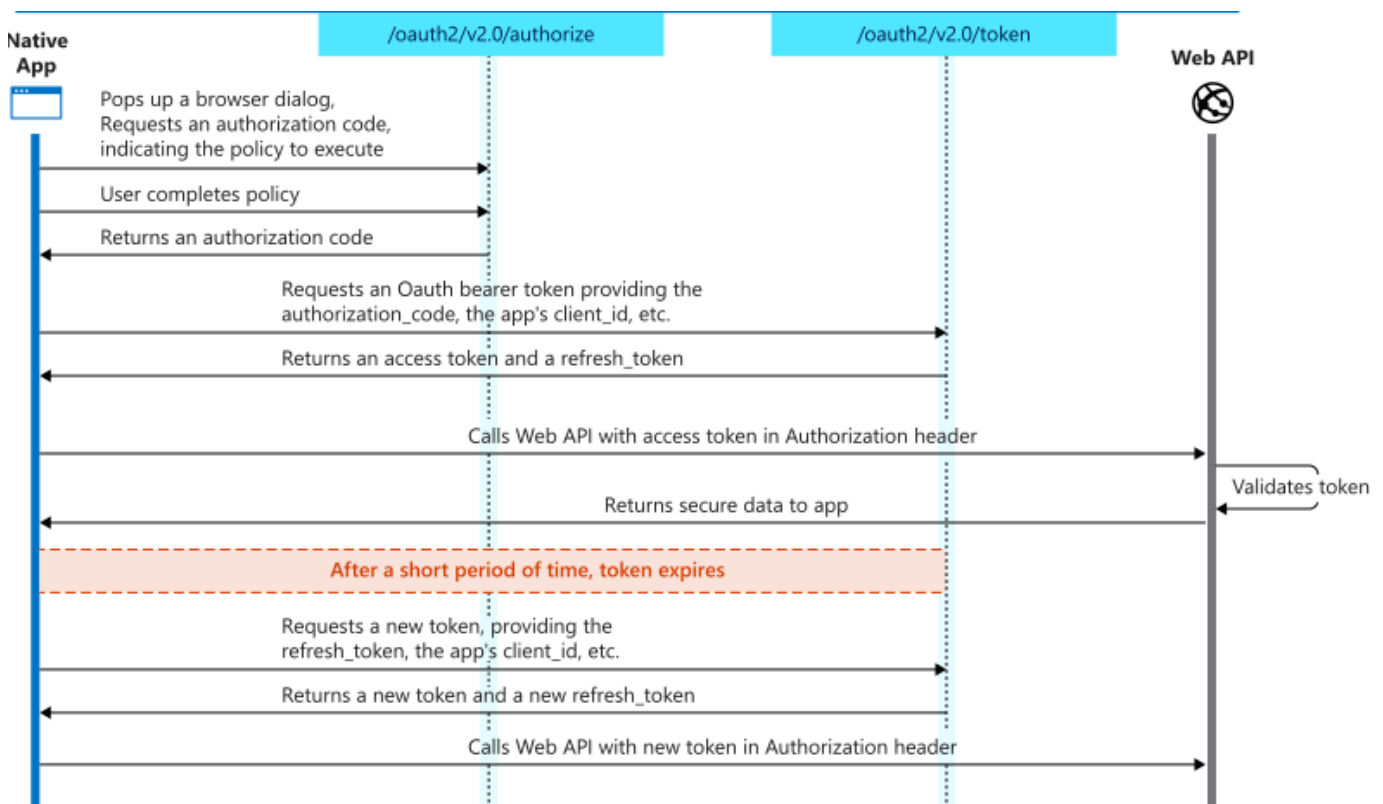 /oauth2/v2.0/authorize
/oauth2/v2.0/token
Native
App
Web API
Pops up a browser dialog,
Requests an authorization code,
indicating the policy to execute
User completes policy
Returns an authorization code
Requests an Oauth bearer token providing the
authorization_code, the app's client_id, etc.
Returns an access token and a refresh_token
Calls Web API with access token in Authorization header
Validates token
Returns secure data to app
After a short period of time, token expires
Requests a new token, providing the
refresh_token, the app's client_id, etc.
Returns a new token and a new refresh_token
Calls Web API with new token in Authorization header